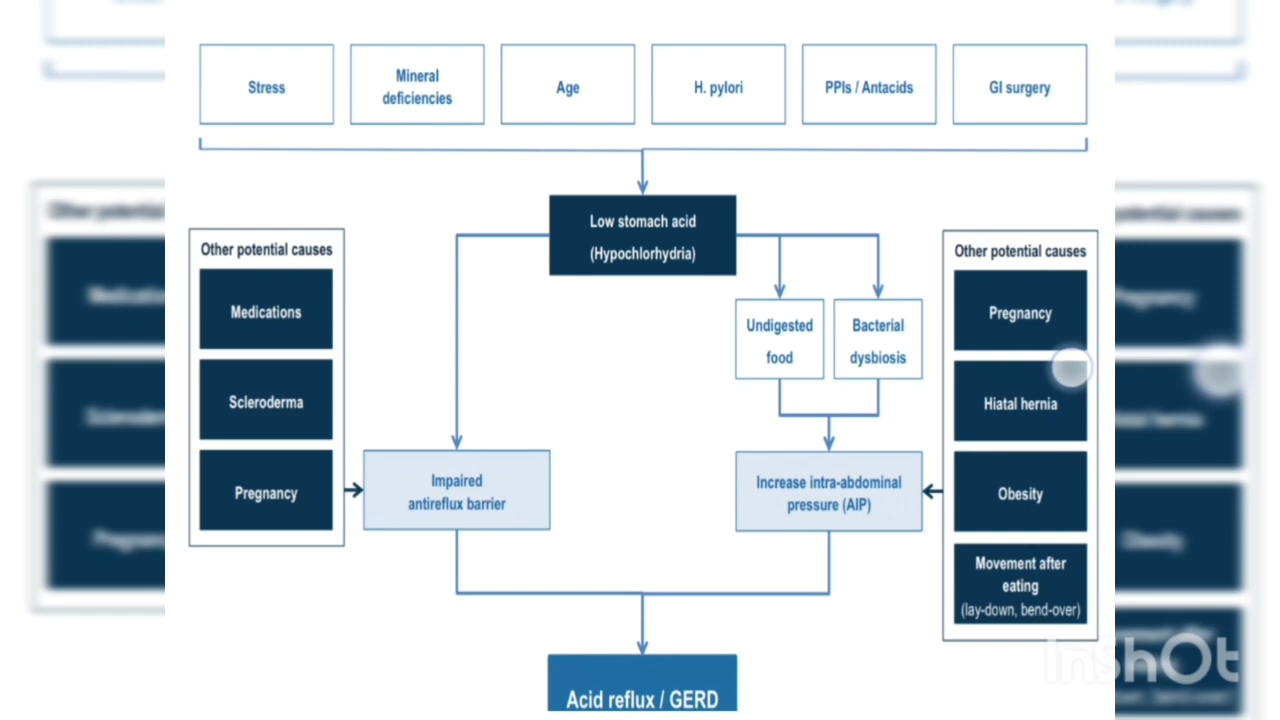 Stress
Mineral
deficiencies
Age
H. pylori
PPIs / Antacids
GI surgery
Low stomach acid
(Hypochlorhydria)
Other potential causes
Medications
Scleroderma
Pregnancy
Undigested
food
Bacterial
dysbiosis
Other potential causes
Pregnancy
Hiatal hernia
Obesity
Movement after
eating
(lay-down, bend-over)
Impaired
antireflux barrier
Increase intra-abdominal
pressure (AIP)
Acid reflux / GERD
InShOt